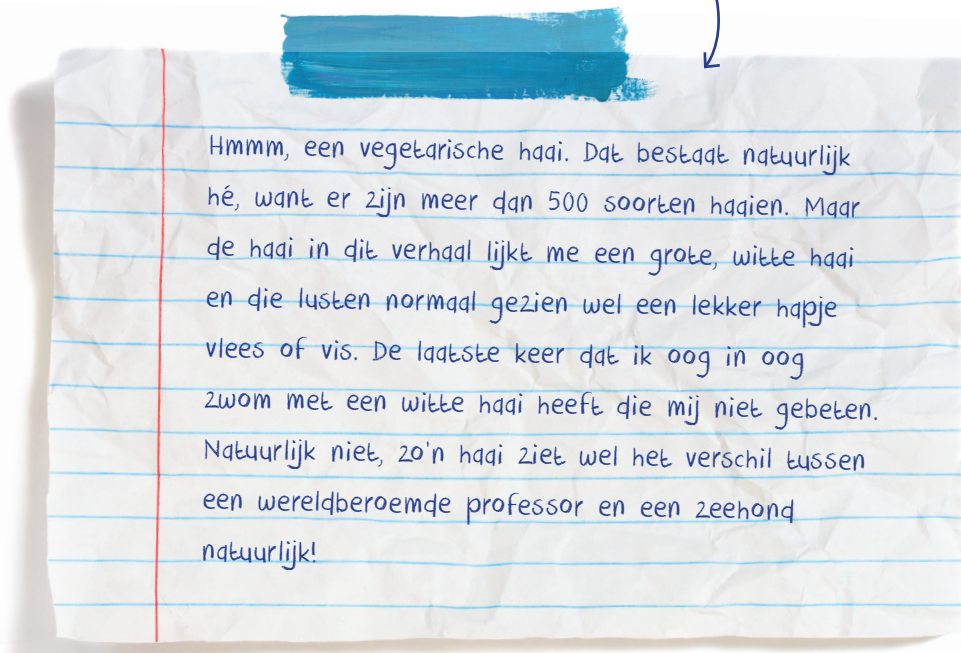 Hmmm, een vegetarische haai. Dat bestaat natuurlijk
hé, want er zijn meer dan 500 soorten haaien. Maar
de haai in dit verhaal lijkt me een grote, witte haai
en die lusten normaal gezien wel een lekker hapje
vlees of vis. De laatste keer dat ik oog in oog
zwom met een witte haai heeft die mij niet gebeten.
Natuurlijk niet, zo'n haai ziet wel het verschil tussen
een wereldberoemde professor en een zeehond
natuurlijk!